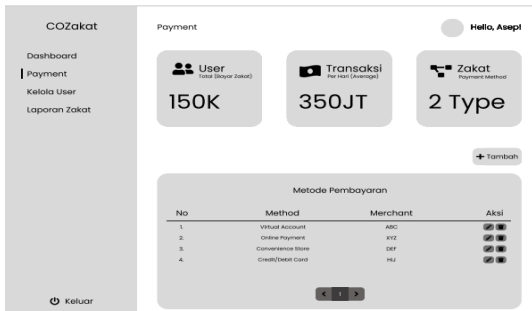 COZakat
Payment
Hello, Asep!
Dashboard
Payment
Kelola User
Laporan Zakat
User
Total (Bayar Zakat)
150K
Transaksi
Per Hari (Average)
350JT
Zakat
Payment Method
2 Type
+ Tambah
Metode Pembayaran
No Method Merchant Aksi
1. Virtual Account ABC
2. Online Payment XYZ
3. Convenience Store DEF
4. Credit/Debit Card HIJ
< 1 >
Keluar